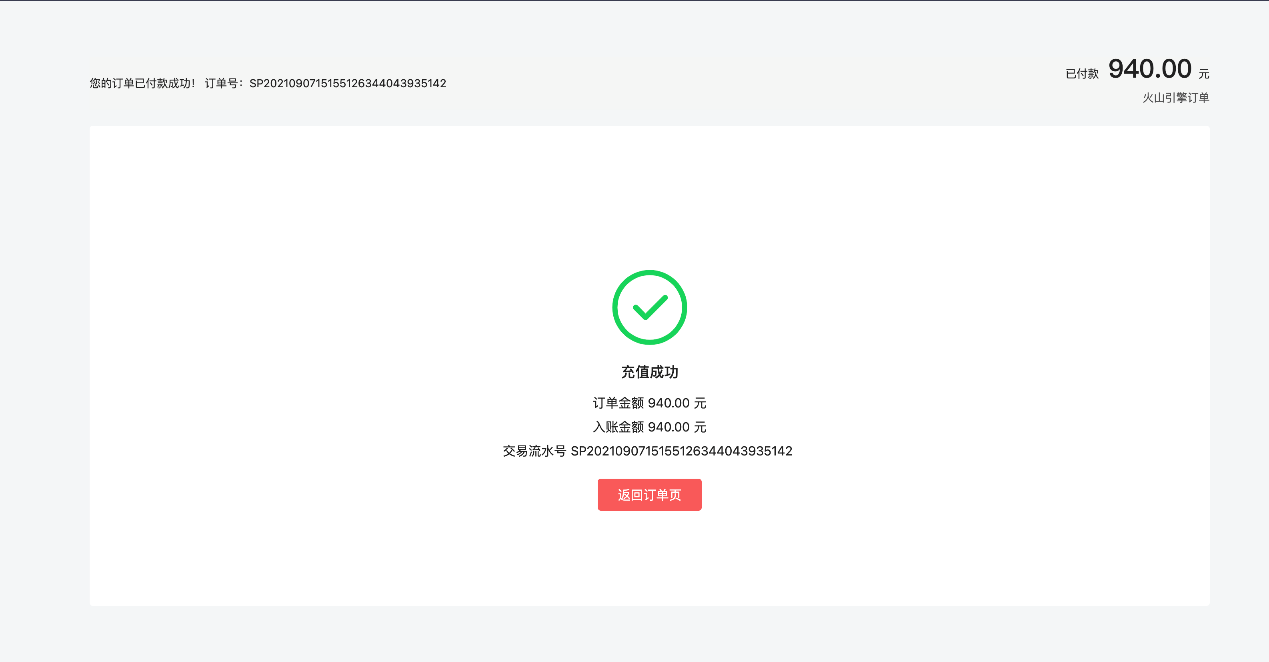 您的订单已付款成功! 订单号：SP2021090715155126344043935142
已付款 940.00 元
火山引擎订单
充值成功
订单金额 940.00 元
入账金额 940.00 元
交易流水号 SP2021090715155126344043935142
返回订单页